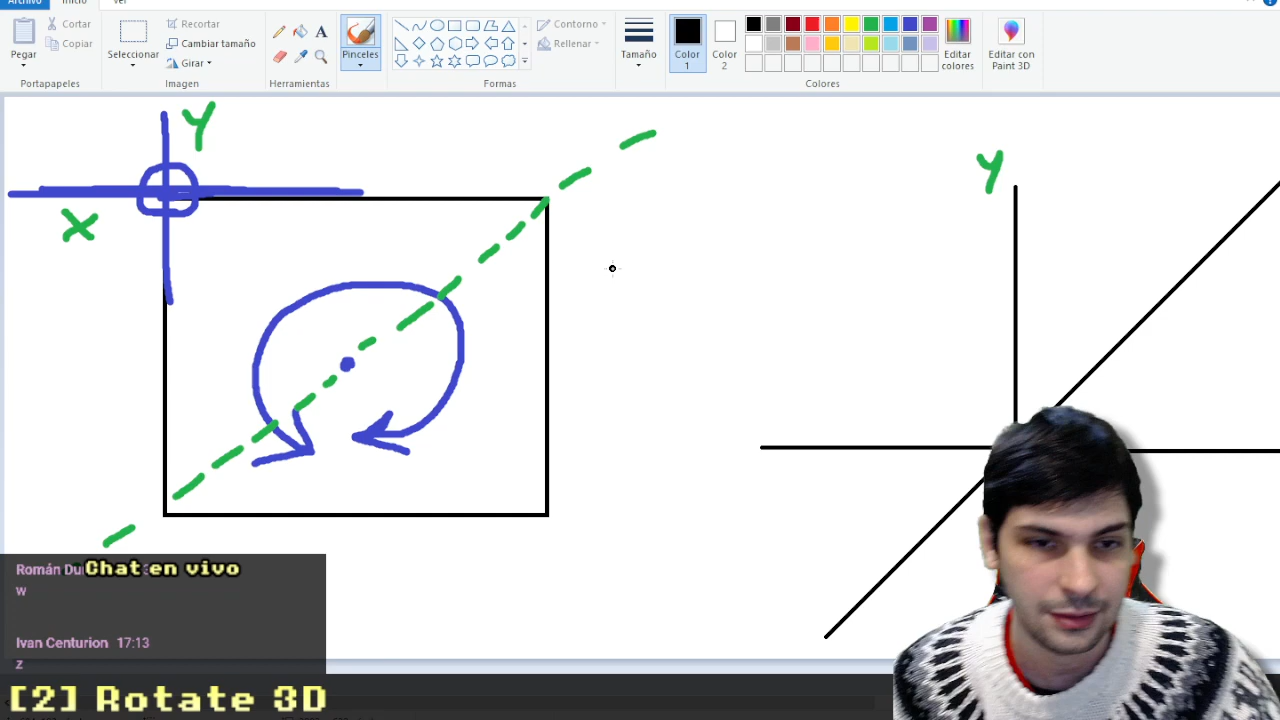 Archivo
Inicio
Ver
Pegar
Cortar
Copiar
Portapapeles
Seleccionar
Recortar
Cambiar tamaño
Girar
Imagen
A
Herramientas
Pinceles
Contorno
Rellenar
Formas
Tamaño
Color
1
Color
2
Editar
colores
Colores
Editar con
Paint 3D
Y
X
Y
Román
Chat en vivo
w
Ivan Centurion 17:13
z
[2] Rotate 3D